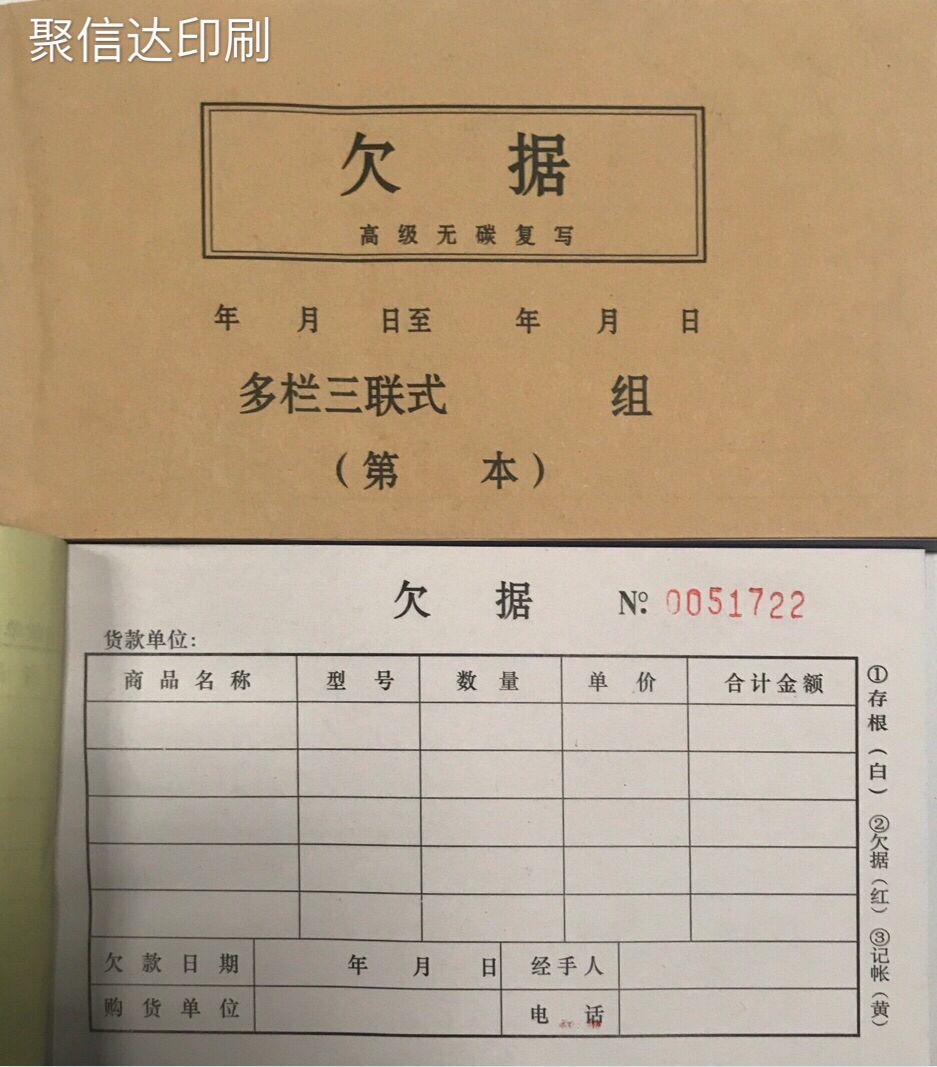 聚信达印刷
欠 据
高级无碳复写
年 月 日至 年 月 日
多栏三联式 组
（第 本）
欠 据 №: 0051722
货款单位:
商品名称 型号 数量 单价 合计金额
欠款日期 年 月 日 经手人
购货单位 电话
①存根（白） ②欠据（红） ③记帐（黄）